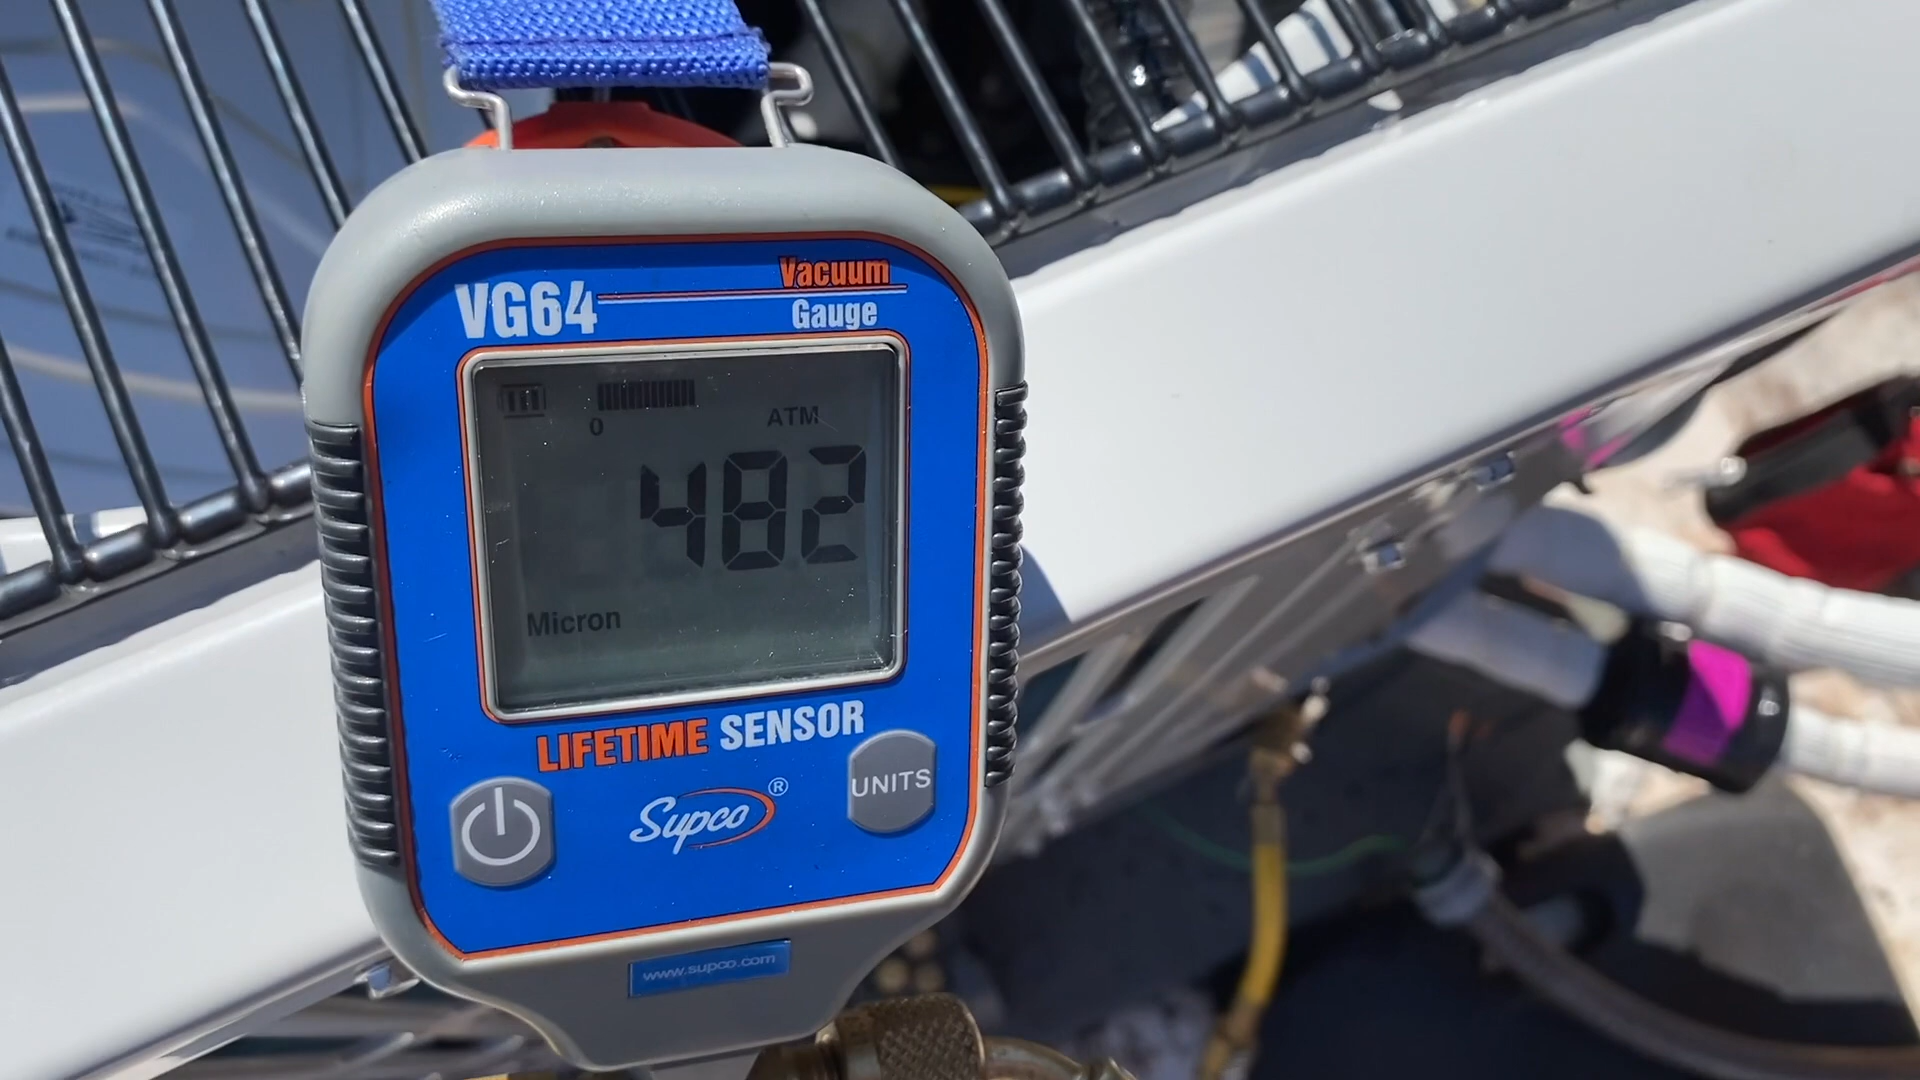 VG64
Vacuum
Gauge
0
ATM
482
Micron
LIFETIME SENSOR
UNITS
Supco®
www.supco.com